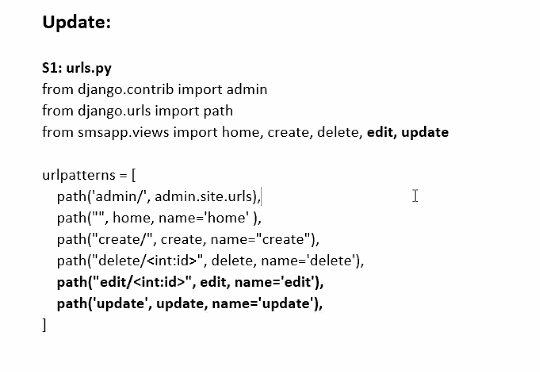 Update:
S1: urls.py
from django.contrib import admin
from django.urls import path
from smsapp.views import home, create, delete, edit, update
urlpatterns = [
path('admin/', admin.site.urls),
path("", home, name='home' ),
path("create/", create, name="create"),
path("delete/<int:id>", delete, name='delete'),
path("edit/<int:id>", edit, name='edit'),
path('update', update, name='update'),
]